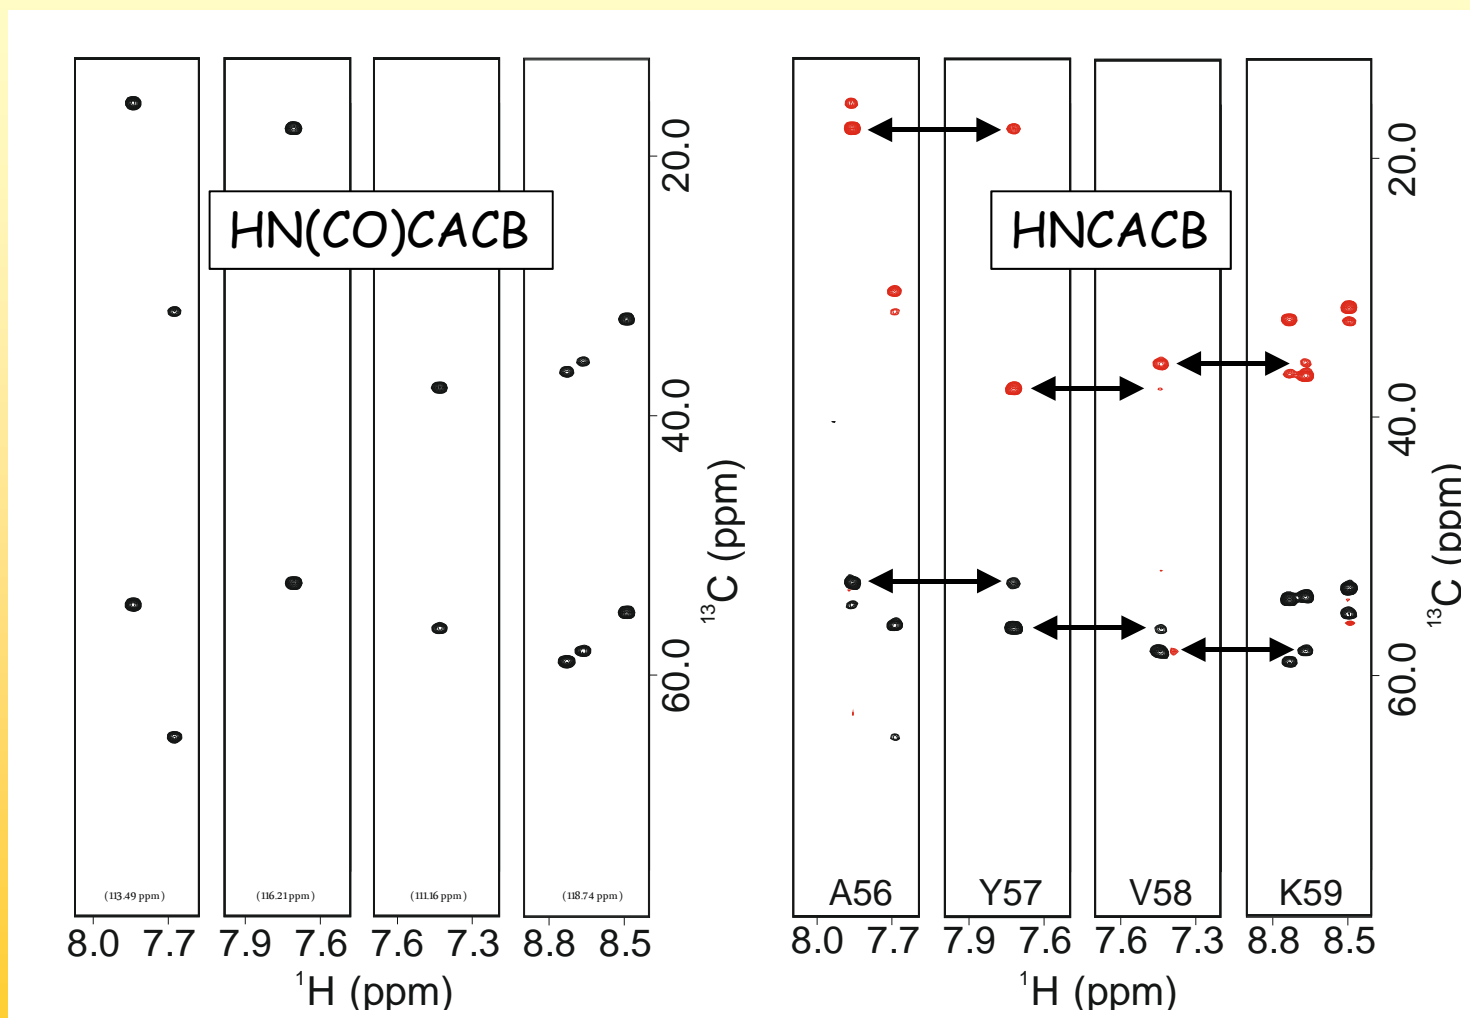 HN(CO)CACB
20.0
40.0
60.0
¹³C (ppm)
(113.49 ppm)
(116.21 ppm)
(111.16 ppm)
(118.74 ppm)
8.0 7.7 7.9 7.6 7.6 7.3 8.8 8.5
¹H (ppm)
HNCACB
20.0
40.0
60.0
¹³C (ppm)
A56 Y57 V58 K59
8.0 7.7 7.9 7.6 7.6 7.3 8.8 8.5
¹H (ppm)